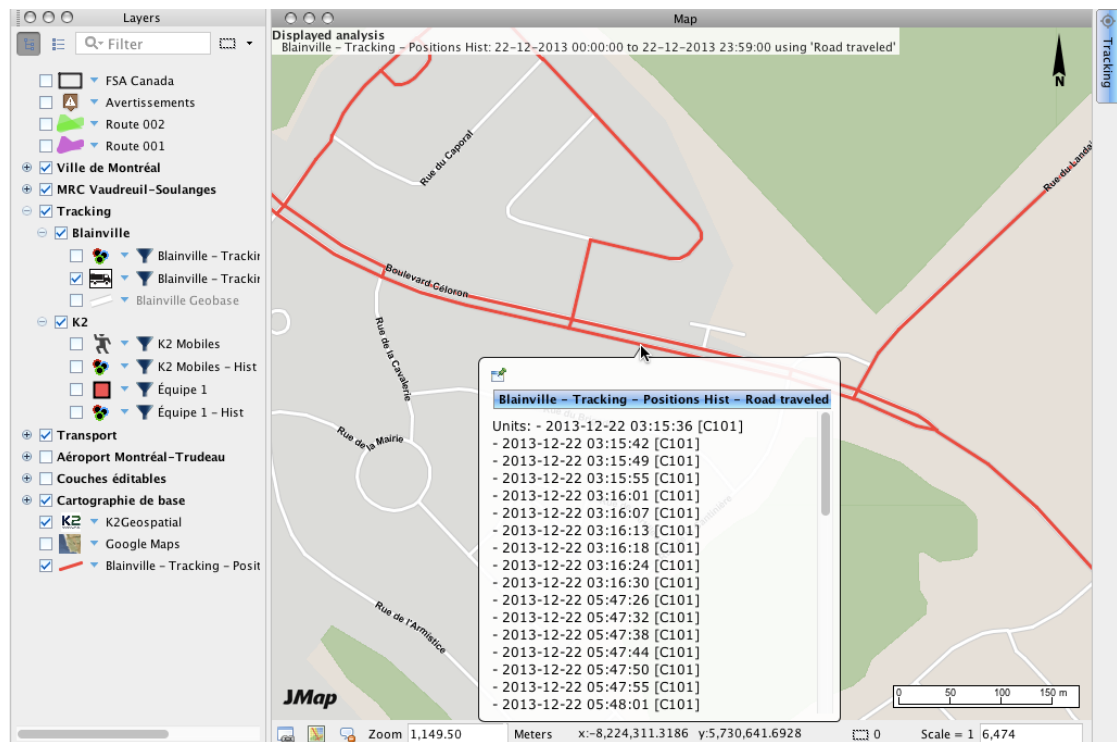 Layers
Filter
FSA Canada
Avertissements
Route 002
Route 001
Ville de Montréal
MRC Vaudreuil-Soulanges
Tracking
Blainville
Blainville - Trackin
Blainville - Trackin
Blainville Geobase
K2
K2 Mobiles
K2 Mobiles - Hist
Équipe 1
Équipe 1 - Hist
Transport
Aéroport Montréal-Trudeau
Couches éditables
Cartographie de base
K2 K2Geospatial
Google Maps
Blainville - Tracking - Posit
Map
Displayed analysis
Blainville - Tracking - Positions Hist: 22-12-2013 00:00:00 to 22-12-2013 23:59:00 using 'Road traveled'
N
Tracking
Rue du Caporal
Rue du Landa
Boulevard Céloron
Rue de la Cavalerie
Rue de la Mairie
Rue de l'Armistice
Blainville - Tracking - Positions Hist - Road traveled
Units: - 2013-12-22 03:15:36 [C101]
- 2013-12-22 03:15:42 [C101]
- 2013-12-22 03:15:49 [C101]
- 2013-12-22 03:15:55 [C101]
- 2013-12-22 03:16:01 [C101]
- 2013-12-22 03:16:07 [C101]
- 2013-12-22 03:16:13 [C101]
- 2013-12-22 03:16:18 [C101]
- 2013-12-22 03:16:24 [C101]
- 2013-12-22 03:16:30 [C101]
- 2013-12-22 05:47:26 [C101]
- 2013-12-22 05:47:32 [C101]
- 2013-12-22 05:47:38 [C101]
- 2013-12-22 05:47:44 [C101]
- 2013-12-22 05:47:50 [C101]
- 2013-12-22 05:47:55 [C101]
- 2013-12-22 05:48:01 [C101]
JMap
0 50 100 150 m
Zoom 1,149.50 Meters x:-8,224,311.3186 y:5,730,641.6928 0 Scale = 1 6,474